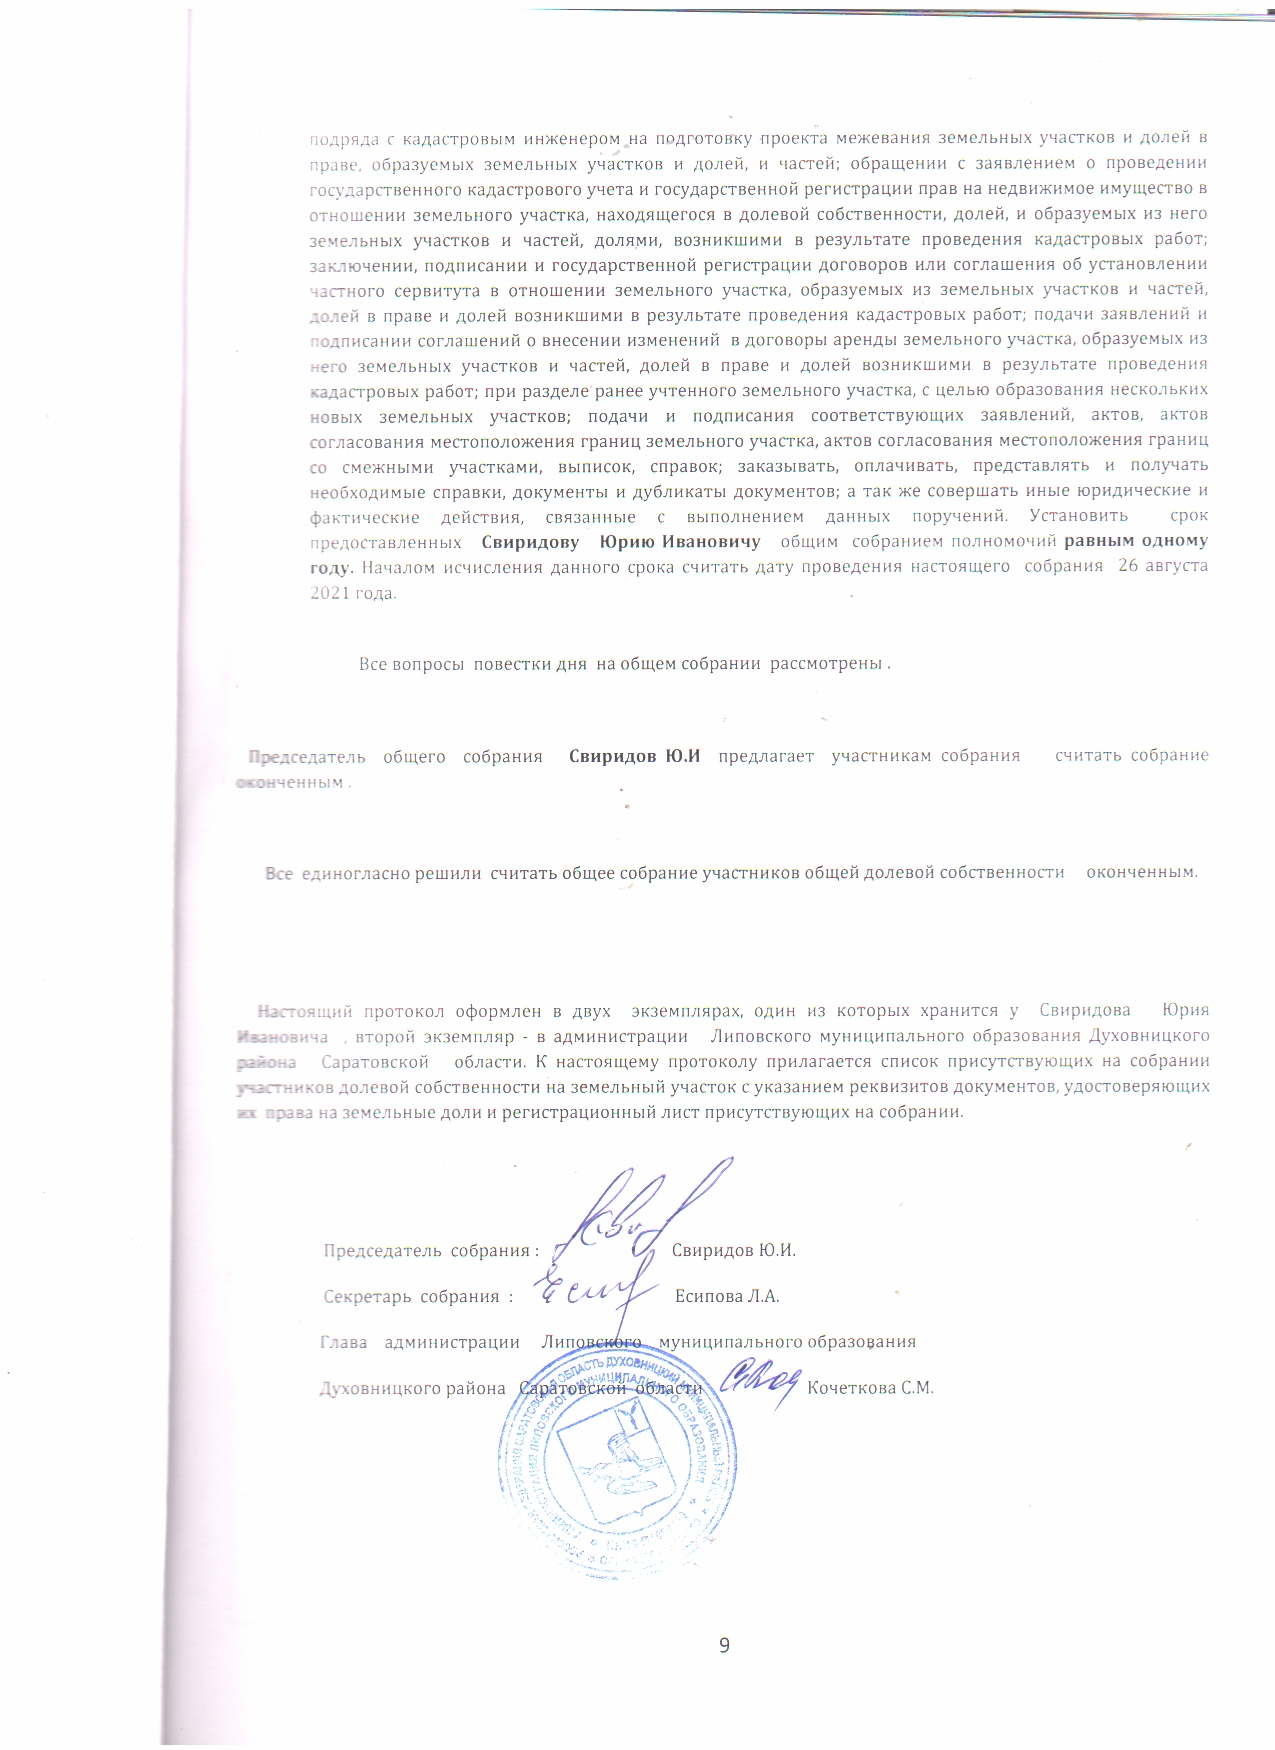 подряда с кадастровым инженером на подготовку проекта межевания земельных участков и долей в
праве, образуемых земельных участков и долей, и частей; обращении с заявлением о проведении
государственного кадастрового учета и государственной регистрации прав на недвижимое имущество в
отношении земельного участка, находящегося в долевой собственности, долей, и образуемых из него
земельных участков и частей, долями, возникшими в результате проведения кадастровых работ;
заключении, подписании и государственной регистрации договоров или соглашения об установлении
частного сервитута в отношении земельного участка, образуемых из земельных участков и частей,
долей в праве и долей возникшими в результате проведения кадастровых работ; подачи заявлений и
подписании соглашений о внесении изменений в договоры аренды земельного участка, образуемых из
него земельных участков и частей, долей в праве и долей возникшими в результате проведения
кадастровых работ; при разделе ранее учтенного земельного участка, с целью образования нескольких
новых земельных участков; подачи и подписания соответствующих заявлений, актов, актов
согласования местоположения границ земельного участка, актов согласования местоположения границ
со смежными участками, выписок, справок; заказывать, оплачивать, представлять и получать
необходимые справки, документы и дубликаты документов; а так же совершать иные юридические и
фактические действия, связанные с выполнением данных поручений. Установить срок
предоставленных Свиридову Юрию Ивановичу общим собранием полномочий равным одному
году. Началом исчисления данного срока считать дату проведения настоящего собрания 26 августа
2021 года.
Все вопросы повестки дня на общем собрании рассмотрены .
Председатель общего собрания Свиридов Ю.И предлагает участникам собрания считать собрание
оконченным .
Все единогласно решили считать общее собрание участников общей долевой собственности оконченным.
Настоящий протокол оформлен в двух экземплярах, один из которых хранится у Свиридова Юрия
Ивановича , второй экземпляр - в администрации Липовского муниципального образования Духовницкого
района Саратовской области. К настоящему протоколу прилагается список присутствующих на собрании
участников долевой собственности на земельный участок с указанием реквизитов документов, удостоверяющих
их права на земельные доли и регистрационный лист присутствующих на собрании.
Председатель собрания : Свиридов Ю.И.
Секретарь собрания : Есипова Л.А.
Глава администрации Липовского муниципального образования
Духовницкого района Саратовской области Кочеткова С.М.
САРАТОВСКАЯ ОБЛАСТЬ ДУХОВНИЦКИЙ МУНИЦИПАЛЬНЫЙ
ЛИПОВСКОГО МУНИЦИПАЛЬНОГО ОБРАЗОВАНИЯ
9